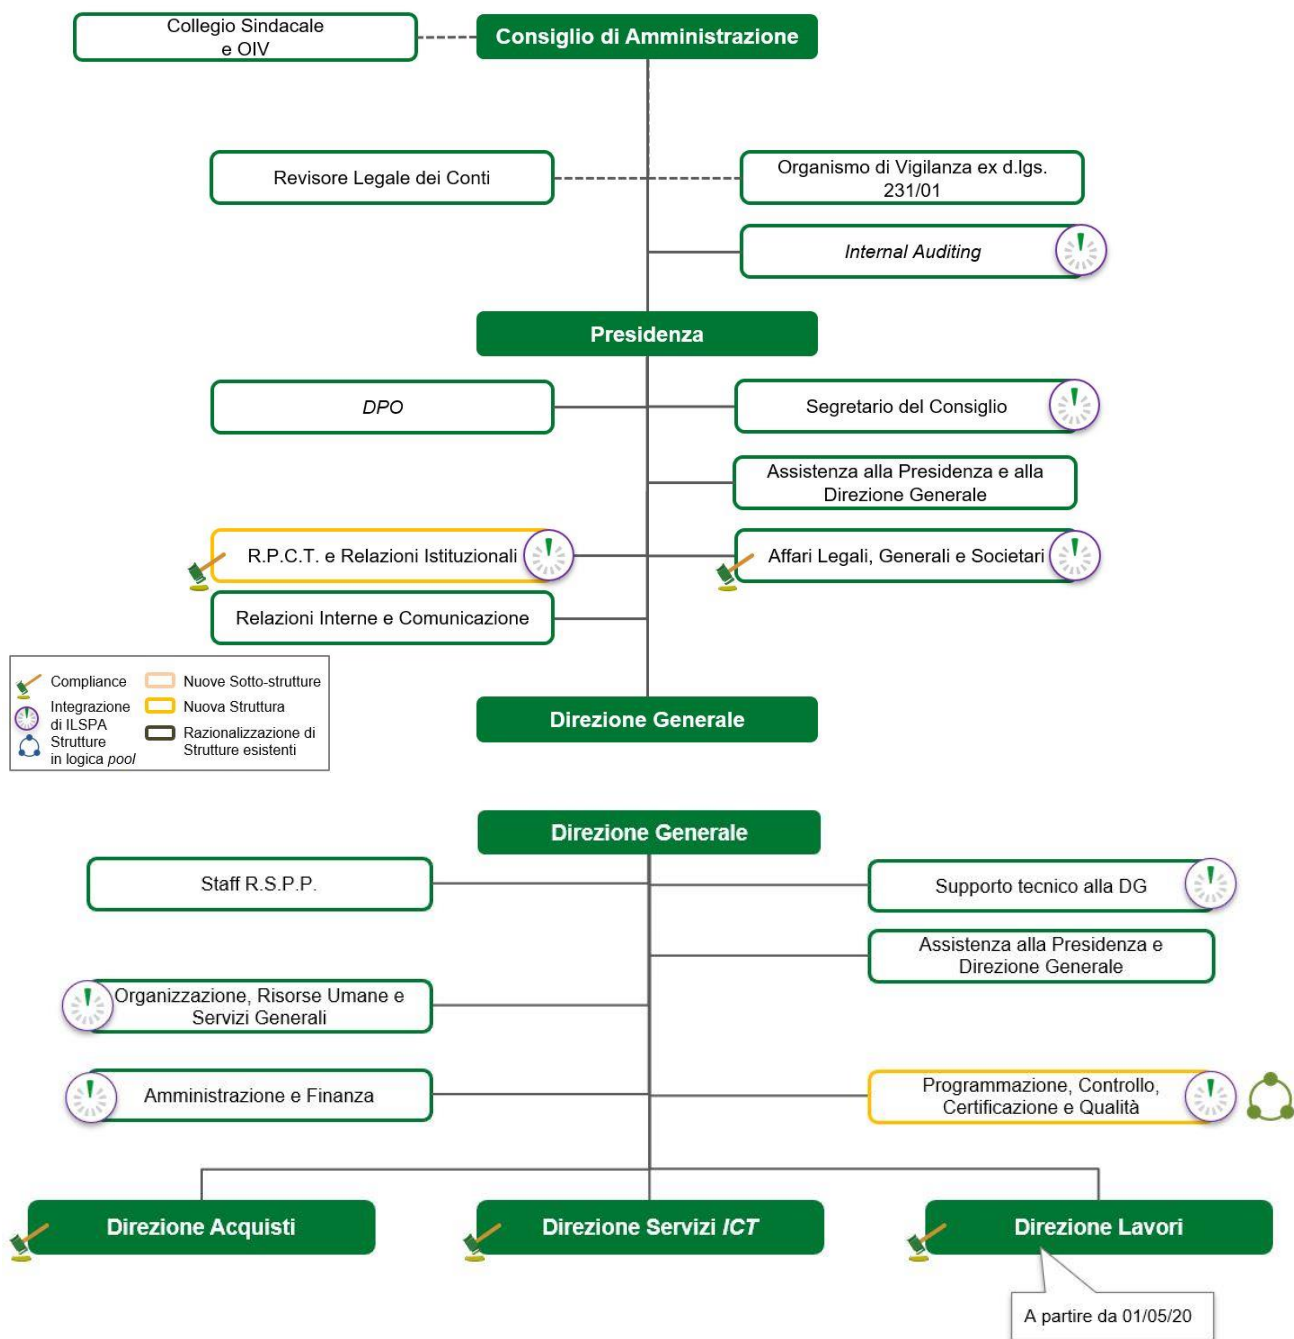 Collegio Sindacale
e OIV
Consiglio di Amministrazione
Revisore Legale dei Conti
Organismo di Vigilanza ex d.lgs.
231/01
Internal Auditing
Presidenza
DPO
Segretario del Consiglio
Assistenza alla Presidenza e alla
Direzione Generale
R.P.C.T. e Relazioni Istituzionali
Affari Legali, Generali e Societari
Relazioni Interne e Comunicazione
Compliance
Integrazione
di ILSPA
Strutture
in logica pool
Nuove Sotto-strutture
Nuova Struttura
Razionalizzazione di
Strutture esistenti
Direzione Generale
Direzione Generale
Staff R.S.P.P.
Supporto tecnico alla DG
Assistenza alla Presidenza e
Direzione Generale
Organizzazione, Risorse Umane e
Servizi Generali
Amministrazione e Finanza
Programmazione, Controllo,
Certificazione e Qualità
Direzione Acquisti
Direzione Servizi ICT
Direzione Lavori
A partire da 01/05/20